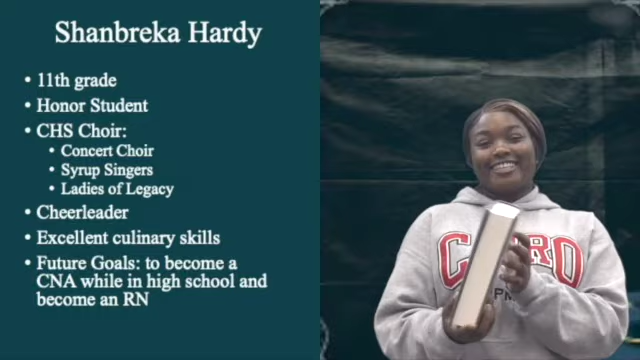 Shanbreka Hardy
• 11th grade
• Honor Student
• CHS Choir:
• Concert Choir
• Syrup Singers
• Ladies of Legacy
• Cheerleader
• Excellent culinary skills
• Future Goals: to become a
CNA while in high school and
become an RN